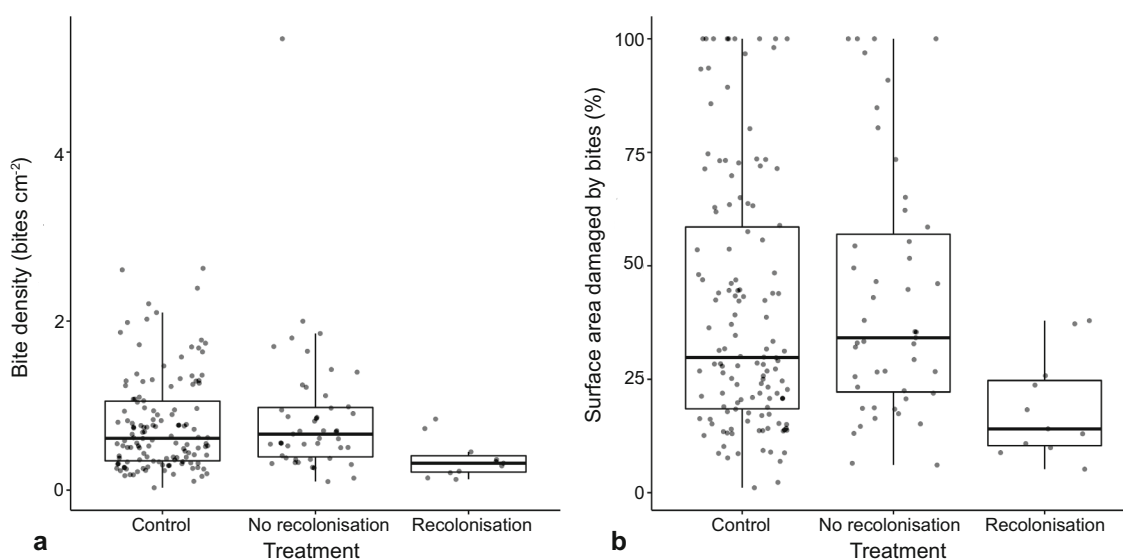 Bite density (bites cm-2)
4
2
0
Control
No recolonisation
Recolonisation
Treatment
a
Surface area damaged by bites (%)
100
75
50
25
0
Control
No recolonisation
Recolonisation
Treatment
b